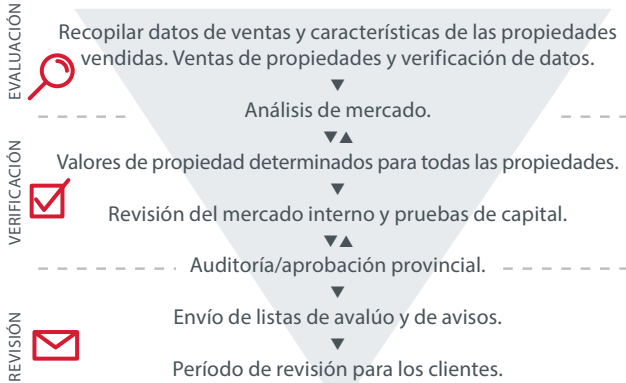 EVALUACIÓN
Recopilar datos de ventas y características de las propiedades
vendidas. Ventas de propiedades y verificación de datos.
▼
Análisis de mercado.
▼▲
VERIFICACIÓN
Valores de propiedad determinados para todas las propiedades.
▼
Revisión del mercado interno y pruebas de capital.
▼▲
Auditoría/aprobación provincial.
▼
REVISIÓN
Envío de listas de avalúo y de avisos.
▼
Período de revisión para los clientes.